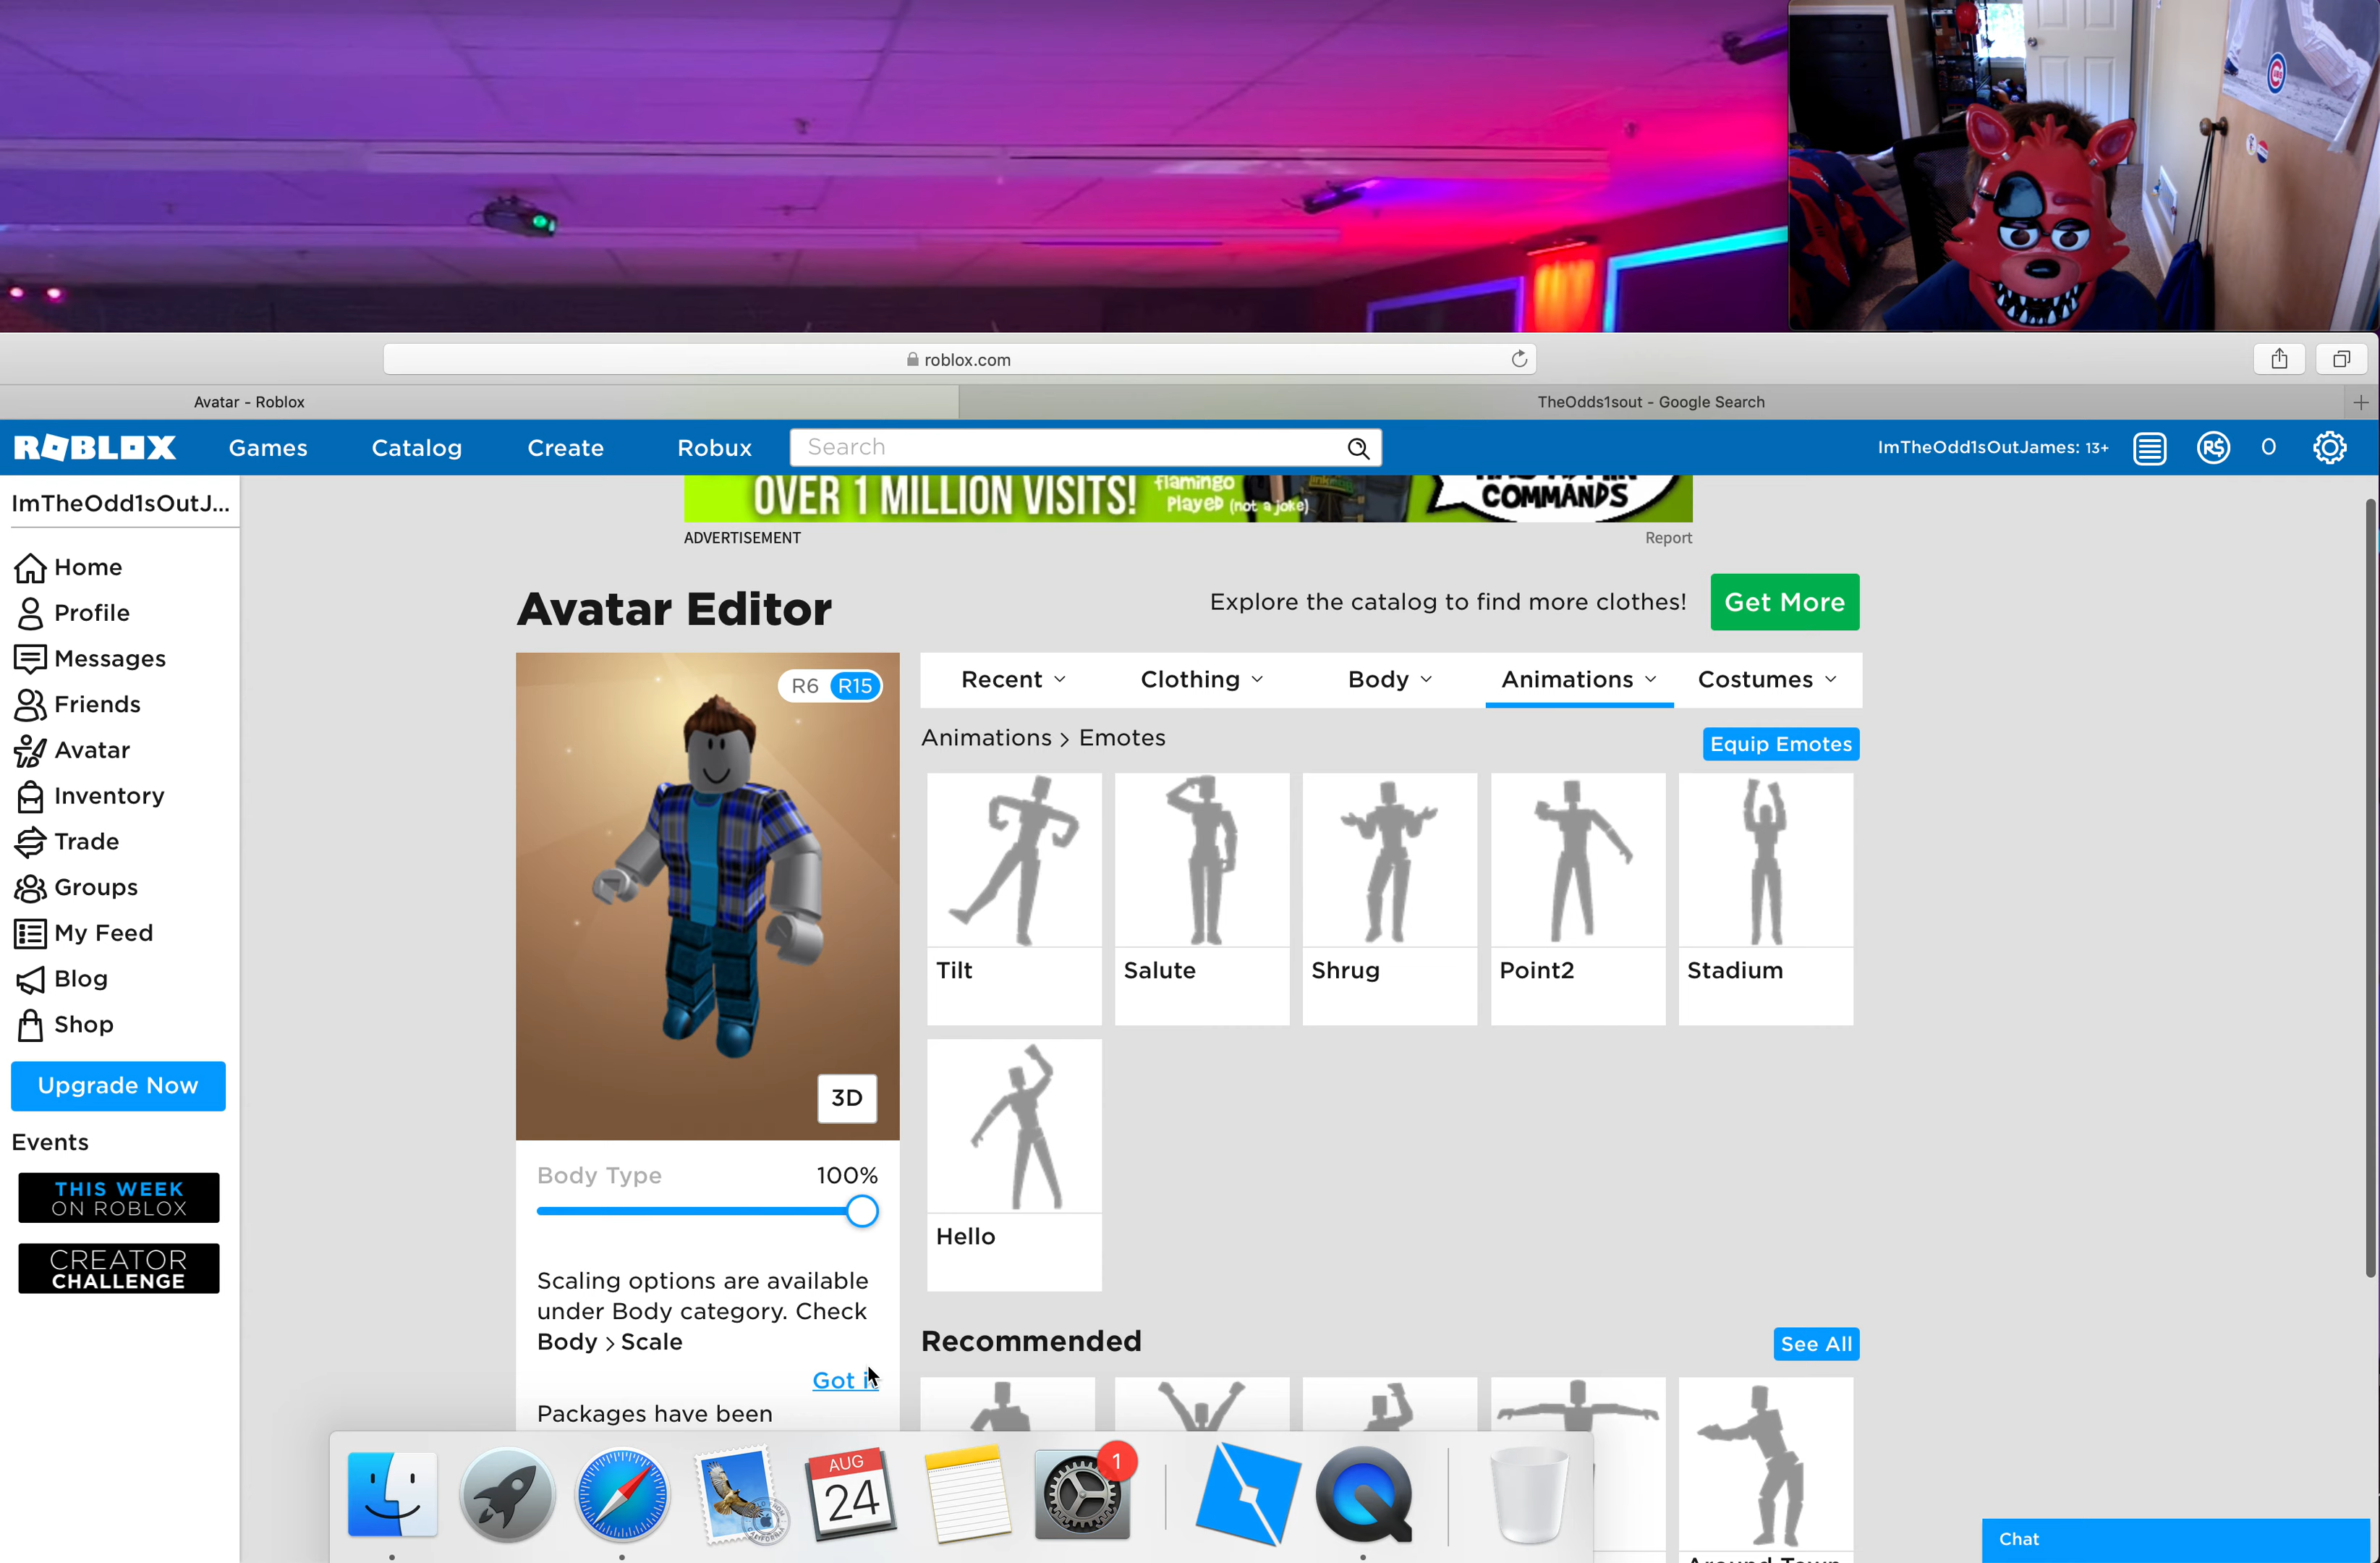 roblox.com
Avatar - Roblox
TheOdds1sout - Google Search
ROBLOX
Games
Catalog
Create
Robux
Search
ImTheOdd1sOutJames: 13+
R$
0
OVER 1 MILLION VISITS!
flamingo
Played (not a joke)
COMMANDS
ADVERTISEMENT
Report
ImTheOdd1sOutJ...
Home
Profile
Messages
Friends
Avatar
Inventory
Trade
Groups
My Feed
Blog
Shop
Upgrade Now
Events
THIS WEEK
ON ROBLOX
CREATOR
CHALLENGE
Avatar Editor
Explore the catalog to find more clothes!
Get More
R6
R15
3D
Body Type
100%
Scaling options are available
under Body category. Check
Body > Scale
Got it
Packages have been
Recent
Clothing
Body
Animations
Costumes
Animations > Emotes
Equip Emotes
Tilt
Salute
Shrug
Point2
Stadium
Hello
Recommended
See All
Around Town
AUG
24
1
Chat